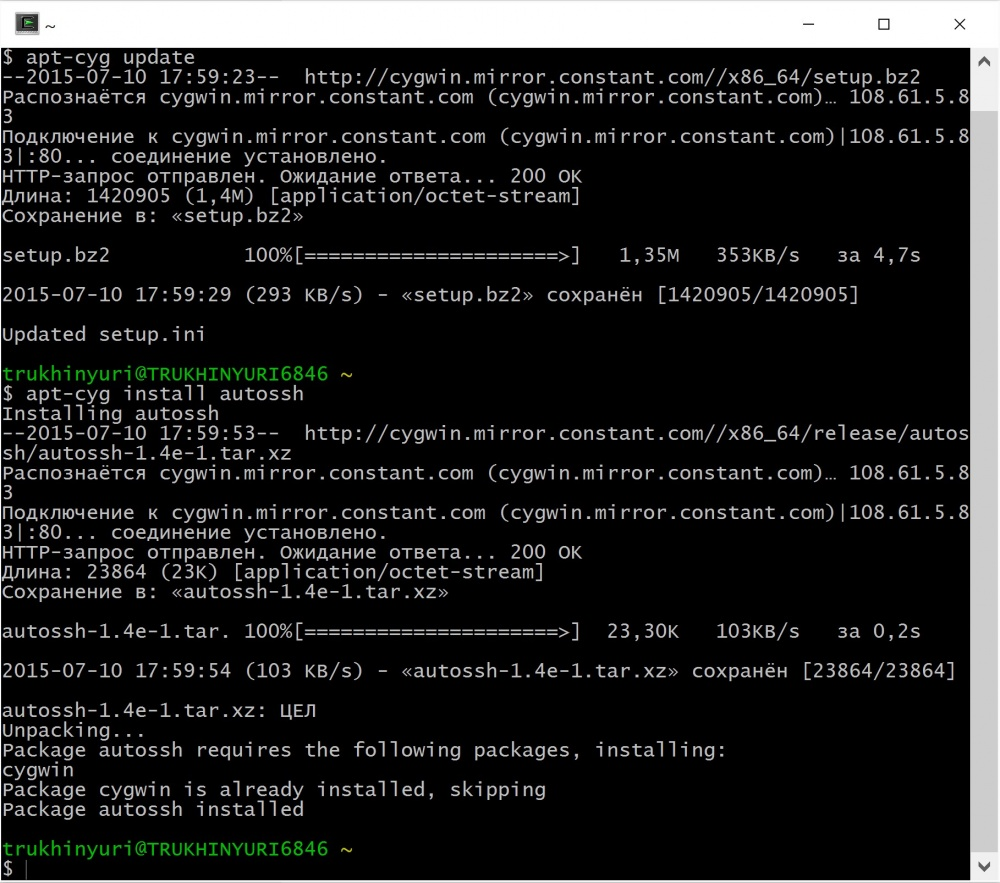 ~
$ apt-cyg update
--2015-07-10 17:59:23--  http://cygwin.mirror.constant.com//x86_64/setup.bz2
Распознаётся cygwin.mirror.constant.com (cygwin.mirror.constant.com)… 108.61.5.8
3
Подключение к cygwin.mirror.constant.com (cygwin.mirror.constant.com)|108.61.5.8
3|:80... соединение установлено.
HTTP-запрос отправлен. Ожидание ответа... 200 OK
Длина: 1420905 (1,4M) [application/octet-stream]
Сохранение в: «setup.bz2»
setup.bz2           100%[=====================>]   1,35M   353KB/s   за 4,7s
2015-07-10 17:59:29 (293 KB/s) - «setup.bz2» сохранён [1420905/1420905]
Updated setup.ini
trukhinyuri@TRUKHINYURI6846 ~
$ apt-cyg install autossh
Installing autossh
--2015-07-10 17:59:53--  http://cygwin.mirror.constant.com//x86_64/release/autos
sh/autossh-1.4e-1.tar.xz
Распознаётся cygwin.mirror.constant.com (cygwin.mirror.constant.com)… 108.61.5.8
3
Подключение к cygwin.mirror.constant.com (cygwin.mirror.constant.com)|108.61.5.8
3|:80... соединение установлено.
HTTP-запрос отправлен. Ожидание ответа... 200 OK
Длина: 23864 (23K) [application/octet-stream]
Сохранение в: «autossh-1.4e-1.tar.xz»
autossh-1.4e-1.tar. 100%[=====================>]  23,30K   103KB/s   за 0,2s
2015-07-10 17:59:54 (103 KB/s) - «autossh-1.4e-1.tar.xz» сохранён [23864/23864]
autossh-1.4e-1.tar.xz: ЦЕЛ
Unpacking...
Package autossh requires the following packages, installing:
cygwin
Package cygwin is already installed, skipping
Package autossh installed
trukhinyuri@TRUKHINYURI6846 ~
$